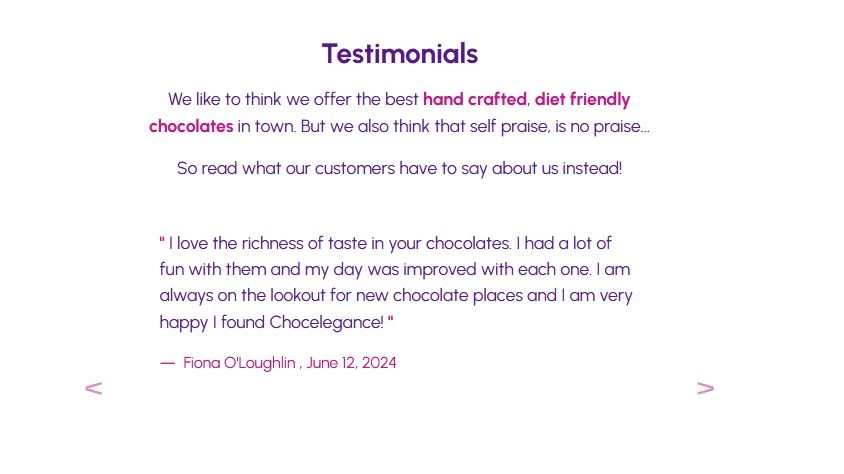 Testimonials
We like to think we offer the best hand crafted, diet friendly
chocolates in town. But we also think that self praise, is no praise...
So read what our customers have to say about us instead!
" I love the richness of taste in your chocolates. I had a lot of
fun with them and my day was improved with each one. I am
always on the lookout for new chocolate places and I am very
happy I found Chocelegance! "
— Fiona O'Loughlin , June 12, 2024
< >